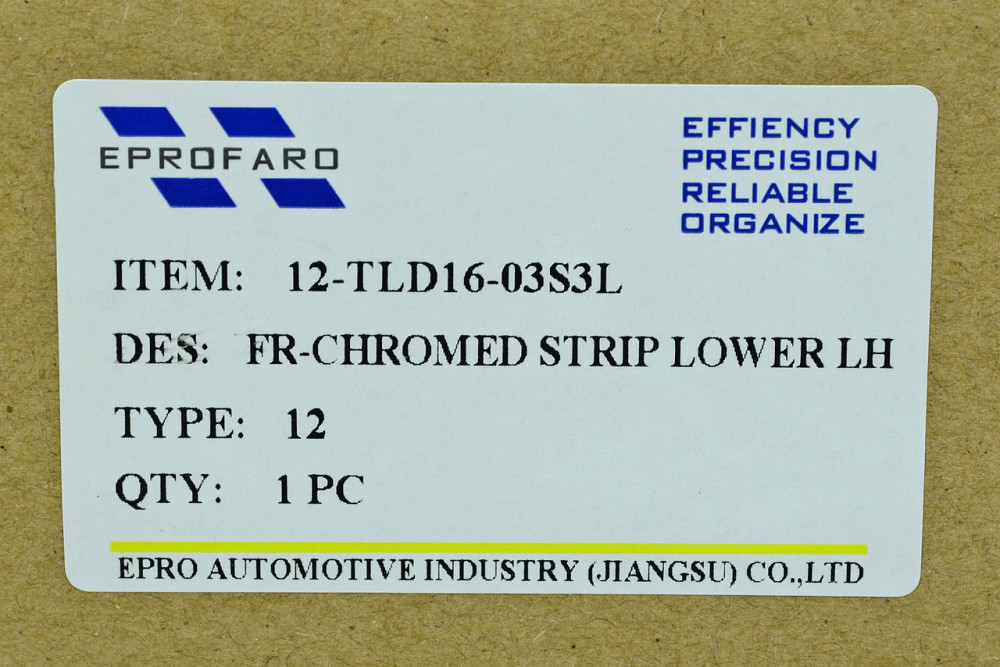 EPROFARO
EFFIENCY
PRECISION
RELIABLE
ORGANIZE
ITEM: 12-TLD16-03S3L
DES: FR-CHROMED STRIP LOWER LH
TYPE: 12
QTY: 1 PC
EPRO AUTOMOTIVE INDUSTRY (JIANGSU) CO.,LTD